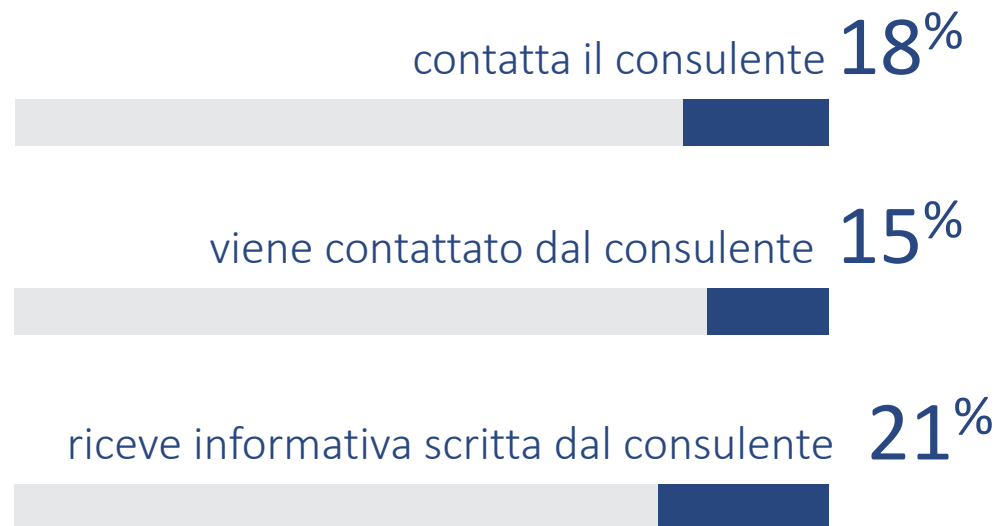 contatta il consulente 18%
viene contattato dal consulente 15%
riceve informativa scritta dal consulente 21%